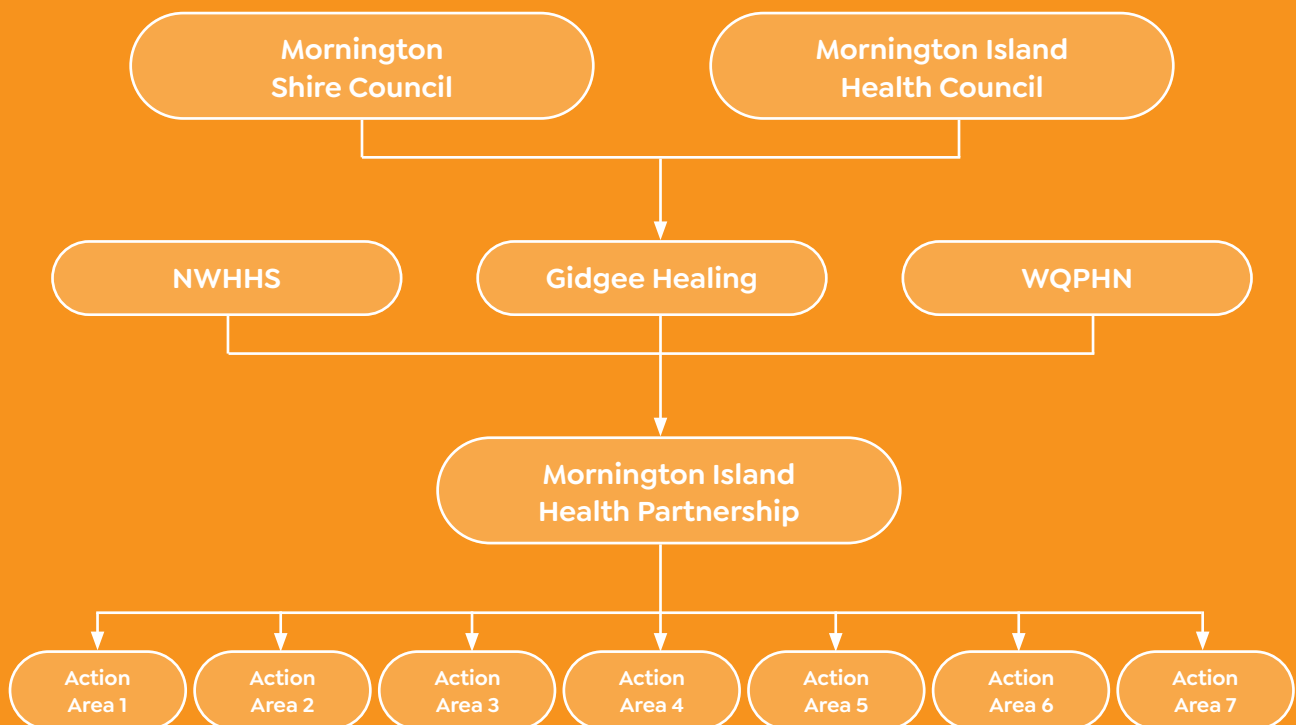 Mornington
Shire Council
Mornington Island
Health Council
NWHHS
Gidgee Healing
WQPHN
Mornington Island
Health Partnership
Action
Area 1
Action
Area 2
Action
Area 3
Action
Area 4
Action
Area 5
Action
Area 6
Action
Area 7